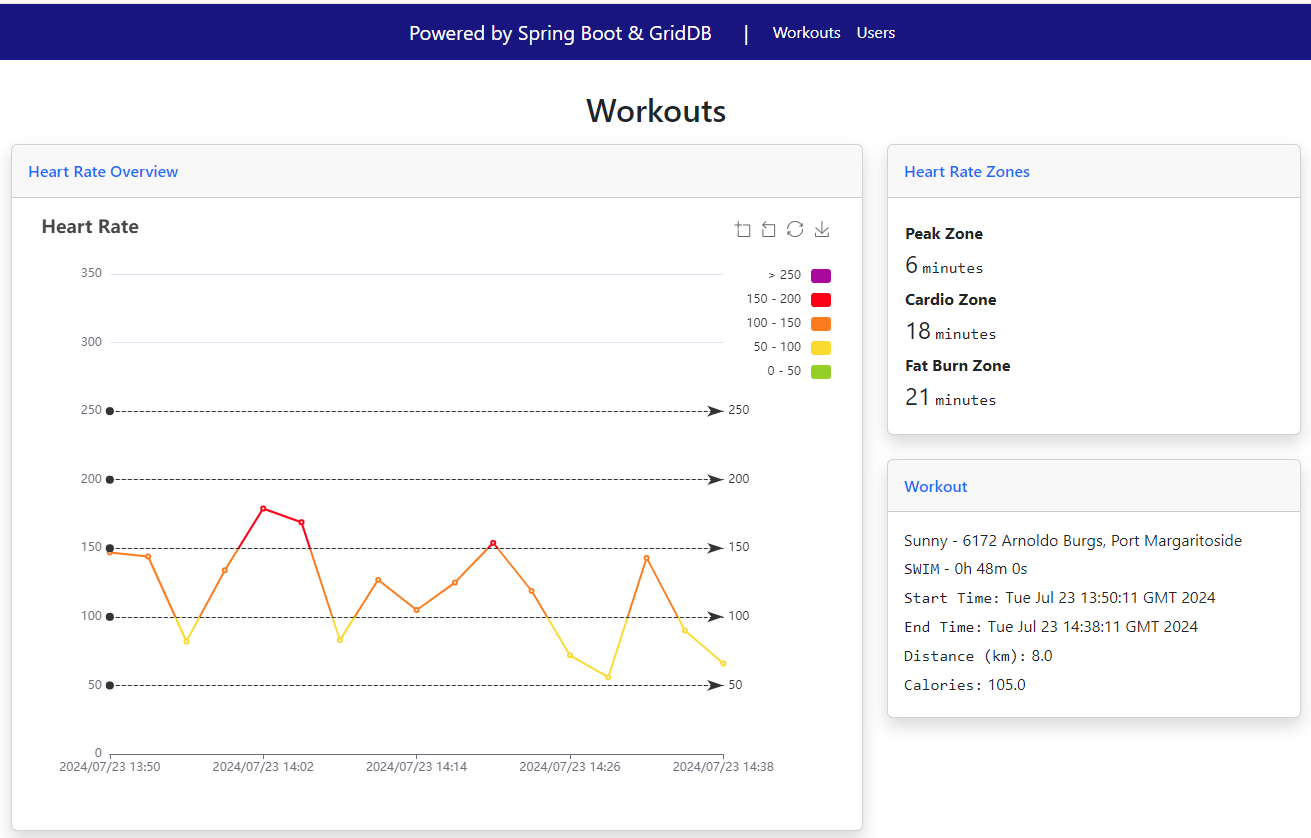 Powered by Spring Boot & GridDB | Workouts Users
Workouts
Heart Rate Overview
Heart Rate
350
300
250
200
150
100
50
0
250
200
150
100
50
2024/07/23 13:50
2024/07/23 14:02
2024/07/23 14:14
2024/07/23 14:26
2024/07/23 14:38
> 250
150 - 200
100 - 150
50 - 100
0 - 50
Heart Rate Zones
Peak Zone
6 minutes
Cardio Zone
18 minutes
Fat Burn Zone
21 minutes
Workout
Sunny - 6172 Arnoldo Burgs, Port Margaritoside
SWIM - 0h 48m 0s
Start Time: Tue Jul 23 13:50:11 GMT 2024
End Time: Tue Jul 23 14:38:11 GMT 2024
Distance (km): 8.0
Calories: 105.0